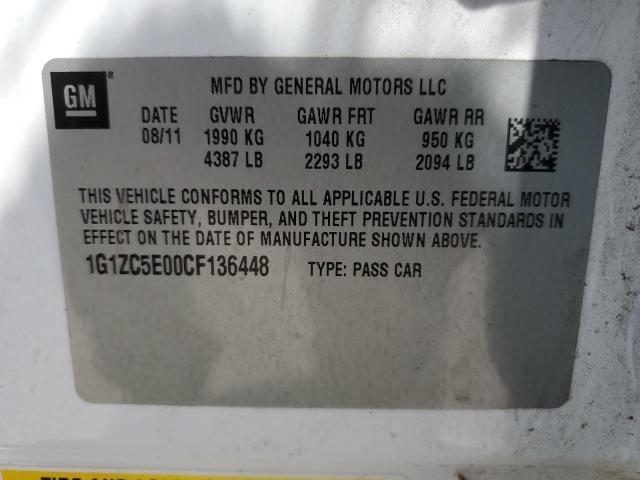 GM
MFD BY GENERAL MOTORS LLC
DATE GVWR GAWR FRT GAWR RR
08/11 1990 KG 1040 KG 950 KG
4387 LB 2293 LB 2094 LB
THIS VEHICLE CONFORMS TO ALL APPLICABLE U.S. FEDERAL MOTOR
VEHICLE SAFETY, BUMPER, AND THEFT PREVENTION STANDARDS IN
EFFECT ON THE DATE OF MANUFACTURE SHOWN ABOVE.
1G1ZC5E00CF136448 TYPE: PASS CAR
TIRE AND